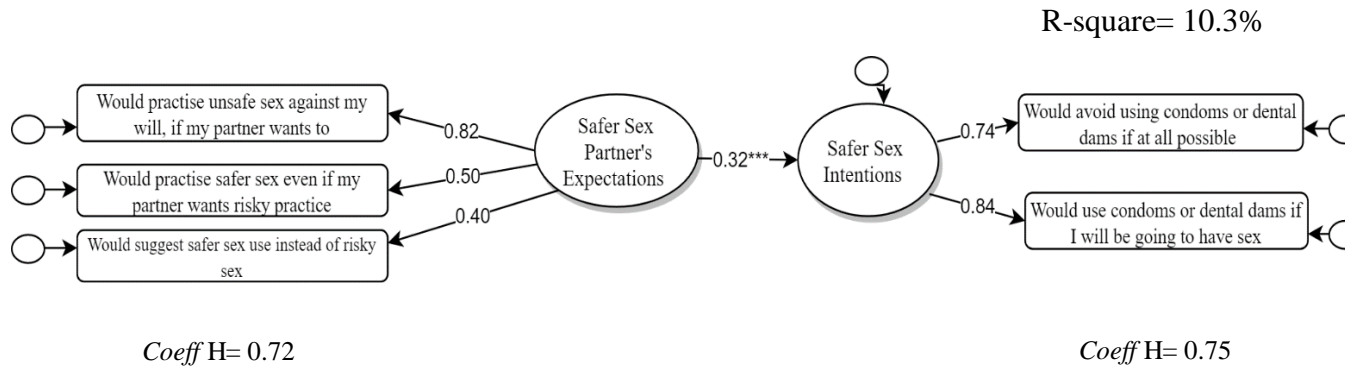 R-square= 10.3%
Would practise unsafe sex against my
will, if my partner wants to
0.82
Would practise safer sex even if my
partner wants risky practice
0.50
Would suggest safer sex use instead of risky
sex
0.40
Safer Sex
Partner's
Expectations
0.32***
Safer Sex
Intentions
0.74
Would avoid using condoms or dental
dams if at all possible
0.84
Would use condoms or dental dams if
I will be going to have sex
Coeff H= 0.72
Coeff H= 0.75